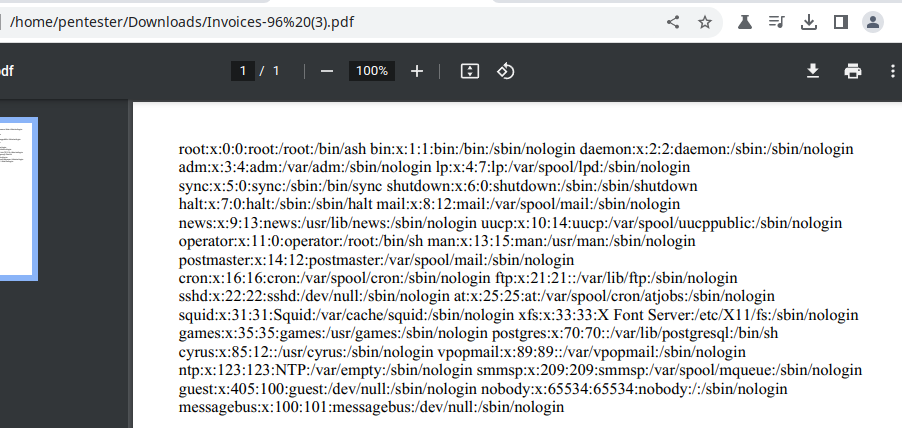 /home/pentester/Downloads/Invoices-96%20(3).pdf
df
1 / 1
100%
root:x:0:0:root:/root:/bin/ash bin:x:1:1:bin:/bin:/sbin/nologin daemon:x:2:2:daemon:/sbin:/sbin/nologin
adm:x:3:4:adm:/var/adm:/sbin/nologin lp:x:4:7:lp:/var/spool/lpd:/sbin/nologin
sync:x:5:0:sync:/sbin:/bin/sync shutdown:x:6:0:shutdown:/sbin:/sbin/shutdown
halt:x:7:0:halt:/sbin:/sbin/halt mail:x:8:12:mail:/var/spool/mail:/sbin/nologin
news:x:9:13:news:/usr/lib/news:/sbin/nologin uucp:x:10:14:uucp:/var/spool/uucppublic:/sbin/nologin
operator:x:11:0:operator:/root:/bin/sh man:x:13:15:man:/usr/man:/sbin/nologin
postmaster:x:14:12:postmaster:/var/spool/mail:/sbin/nologin
cron:x:16:16:cron:/var/spool/cron:/sbin/nologin ftp:x:21:21::/var/lib/ftp:/sbin/nologin
sshd:x:22:22:sshd:/dev/null:/sbin/nologin at:x:25:25:at:/var/spool/cron/atjobs:/sbin/nologin
squid:x:31:31:Squid:/var/cache/squid:/sbin/nologin xfs:x:33:33:X Font Server:/etc/X11/fs:/sbin/nologin
games:x:35:35:games:/usr/games:/sbin/nologin postgres:x:70:70::/var/lib/postgresql:/bin/sh
cyrus:x:85:12::/usr/cyrus:/sbin/nologin vpopmail:x:89:89::/var/vpopmail:/sbin/nologin
ntp:x:123:123:NTP:/var/empty:/sbin/nologin smmsp:x:209:209:smmsp:/var/spool/mqueue:/sbin/nologin
guest:x:405:100:guest:/dev/null:/sbin/nologin nobody:x:65534:65534:nobody:/:/sbin/nologin
messagebus:x:100:101:messagebus:/dev/null:/sbin/nologin